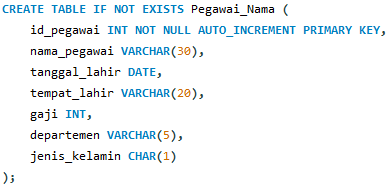 CREATE TABLE IF NOT EXISTS Pegawai_Nama (
id_pegawai INT NOT NULL AUTO_INCREMENT PRIMARY KEY,
nama_pegawai VARCHAR(30),
tanggal_lahir DATE,
tempat_lahir VARCHAR(20),
gaji INT,
departemen VARCHAR(5),
jenis_kelamin CHAR(1)
);